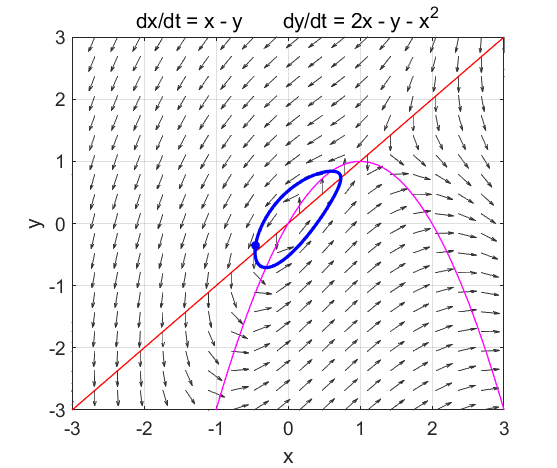 dx/dt = x - y dy/dt = 2x - y - x²
3
2
1
0
-1
-2
-3
y
-3 -2 -1 0 1 2 3
x